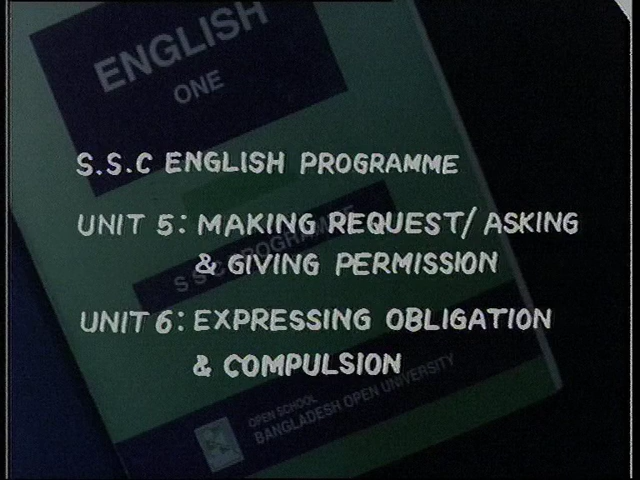 ENGLISH
ONE
S.S.C ENGLISH PROGRAMME
UNIT 5: MAKING REQUEST/ ASKING
& GIVING PERMISSION
S S C PROGRAMME
UNIT 6: EXPRESSING OBLIGATION
& COMPULSION
OPEN SCHOOL
BANGLADESH OPEN UNIVERSITY